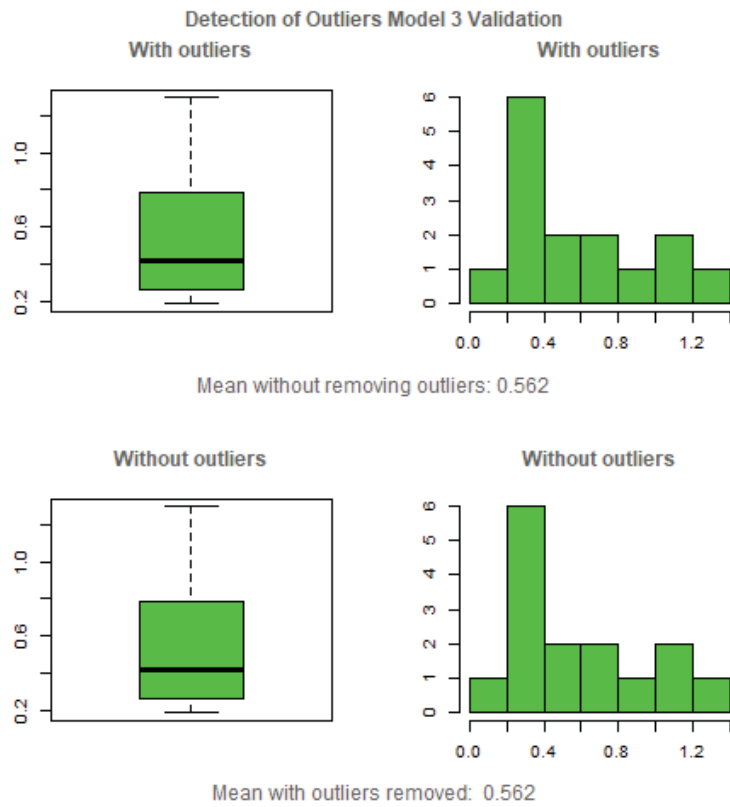 Detection of Outliers Model 3 Validation
With outliers
With outliers
1.0
0.6
0.2
6
5
4
3
2
1
0
0.0 0.4 0.8 1.2
Mean without removing outliers: 0.562
Without outliers
Without outliers
1.0
0.6
0.2
6
5
4
3
2
1
0
0.0 0.4 0.8 1.2
Mean with outliers removed: 0.562